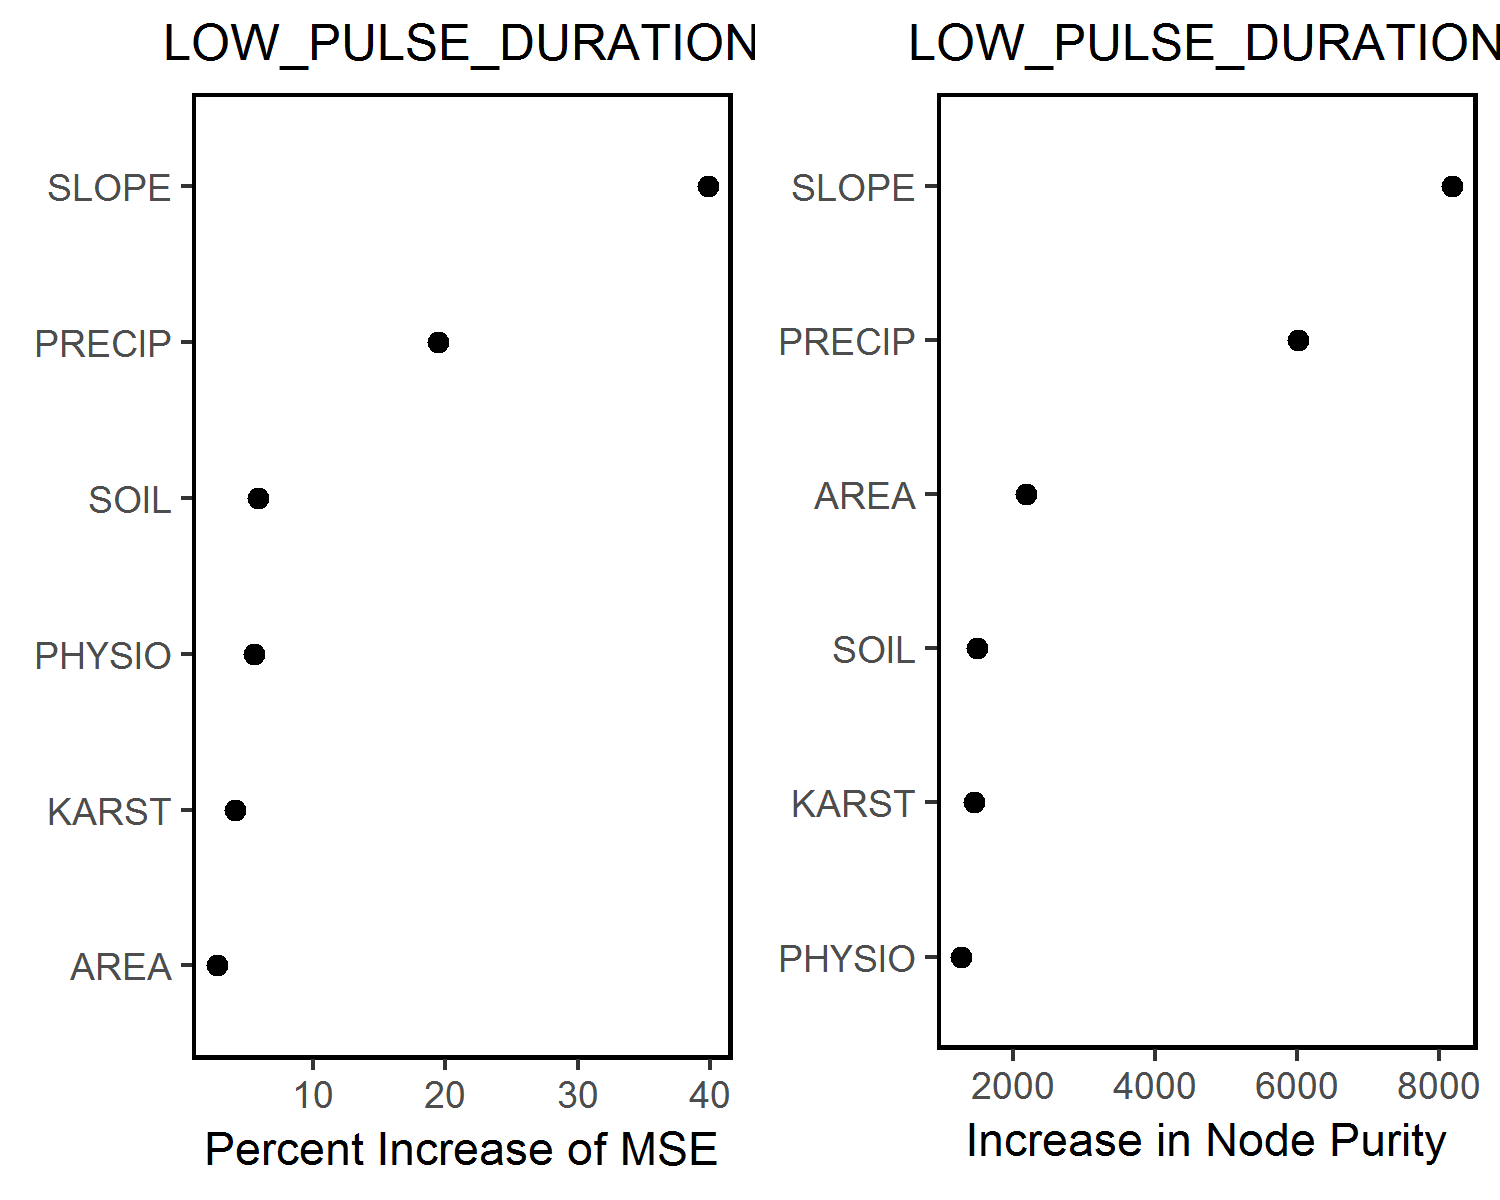 LOW_PULSE_DURATION
SLOPE
PRECIP
SOIL
PHYSIO
KARST
AREA
10 20 30 40
Percent Increase of MSE
LOW_PULSE_DURATION
SLOPE
PRECIP
AREA
SOIL
KARST
PHYSIO
2000 4000 6000 8000
Increase in Node Purity